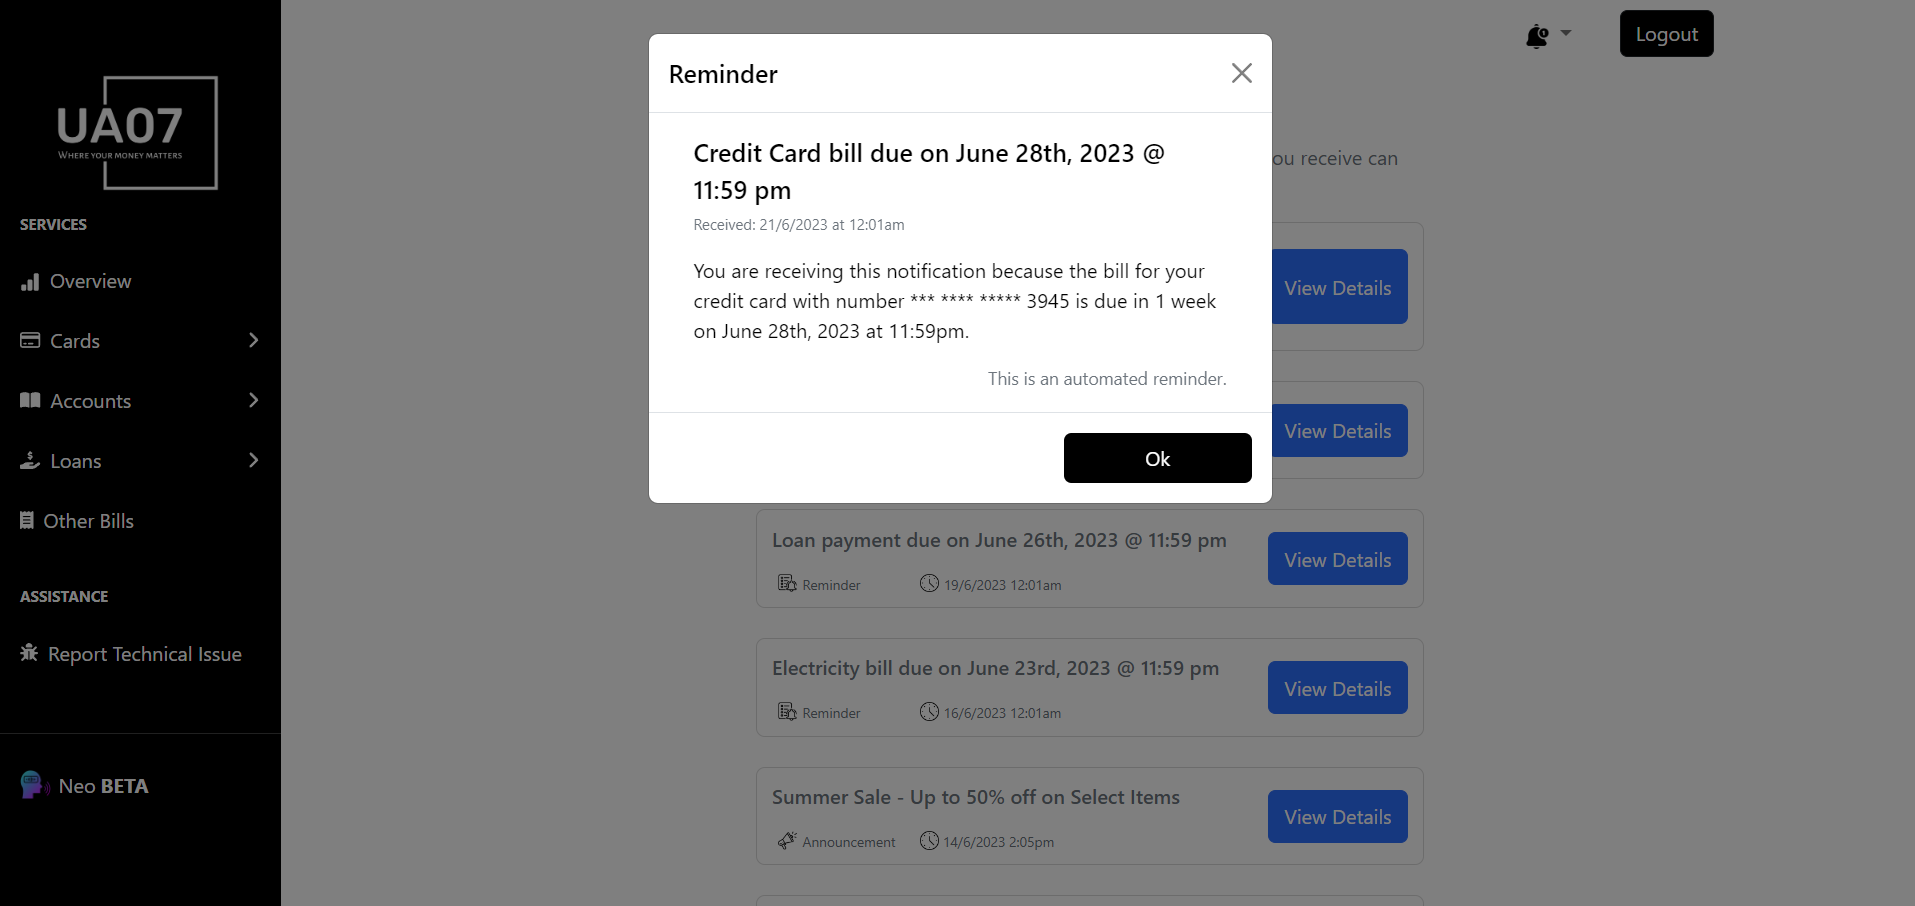 UA07
WHERE YOUR MONEY MATTERS
SERVICES
Overview
Cards
Accounts
Loans
Other Bills
ASSISTANCE
Report Technical Issue
Neo BETA
1
Logout
Reminder
Credit Card bill due on June 28th, 2023 @
11:59 pm
Received: 21/6/2023 at 12:01am
You are receiving this notification because the bill for your
credit card with number *** **** ***** 3945 is due in 1 week
on June 28th, 2023 at 11:59pm.
This is an automated reminder.
Ok
ou receive can
View Details
View Details
Loan payment due on June 26th, 2023 @ 11:59 pm
Reminder 19/6/2023 12:01am
View Details
Electricity bill due on June 23rd, 2023 @ 11:59 pm
Reminder 16/6/2023 12:01am
View Details
Summer Sale - Up to 50% off on Select Items
Announcement 14/6/2023 2:05pm
View Details